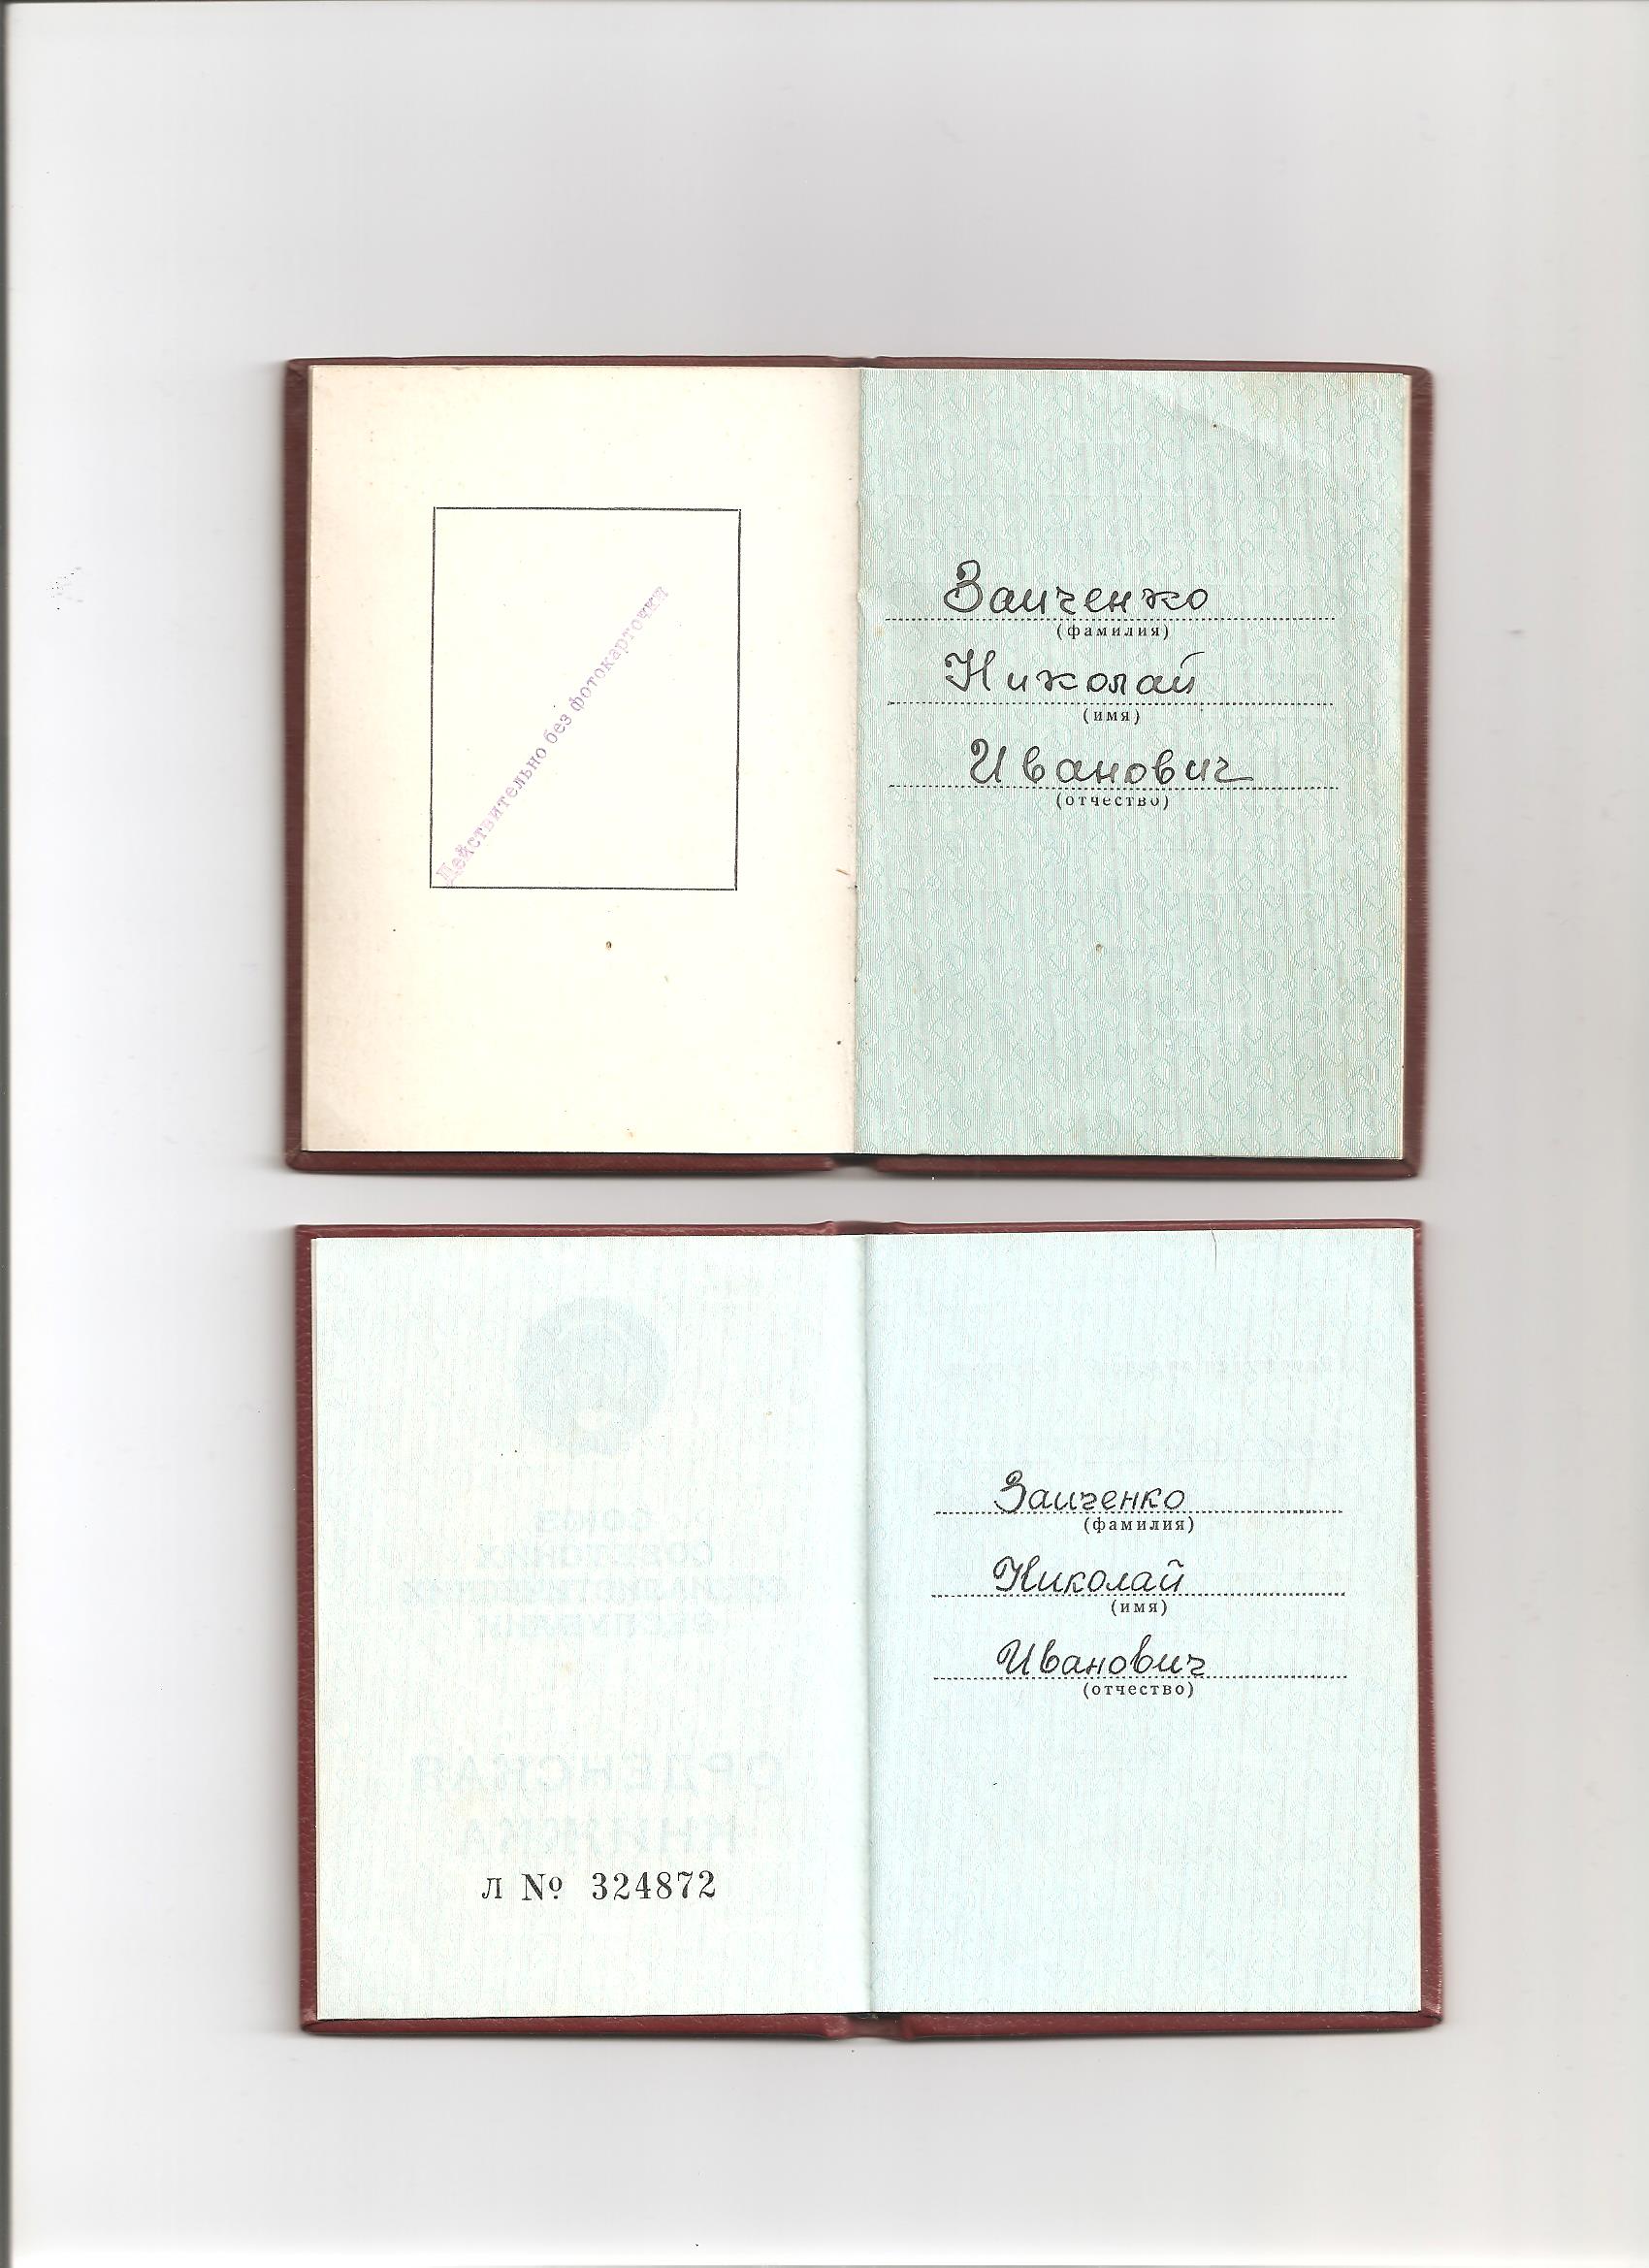 Действительно без фотокарточки
Заиченко
(фамилия)
Николай
(имя)
Иванович
(отчество)
СОЮЗ
СОВЕТСКИХ
СОЦИАЛИСТИЧЕСКИХ
РЕСПУБЛИК
ОРДЕНСКАЯ
КНИЖКА
Л № 324872
Заиченко
(фамилия)
Николай
(имя)
Иванович
(отчество)